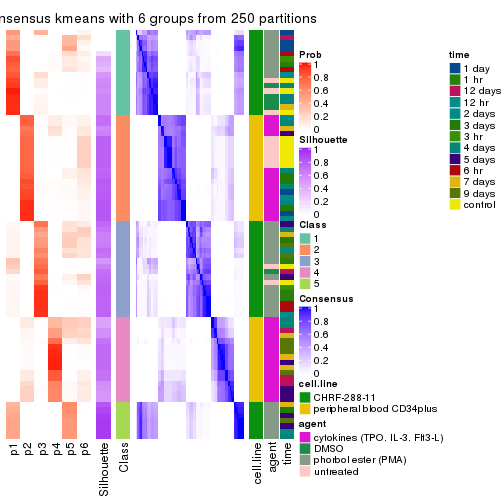 nsensus kmeans with 6 groups from 250 partitions
Prob
1
0.8
0.6
0.4
0.2
0
Silhouette
1
0.8
0.6
0.4
0.2
0
Class
1
2
3
4
5
Consensus
1
0.8
0.6
0.4
0.2
0
cell.line
CHRF-288-11
peripheral blood CD34plus
agent
cytokines (TPO, IL-3, Flt3-L)
DMSO
phorbol ester (PMA)
untreated
time
1 day
1 hr
12 days
12 hr
2 days
3 days
3 hr
4 days
5 days
6 hr
7 days
9 days
control
p1
p2
p3
p4
p5
p6
Silhouette
Class
cell.line
agent
time